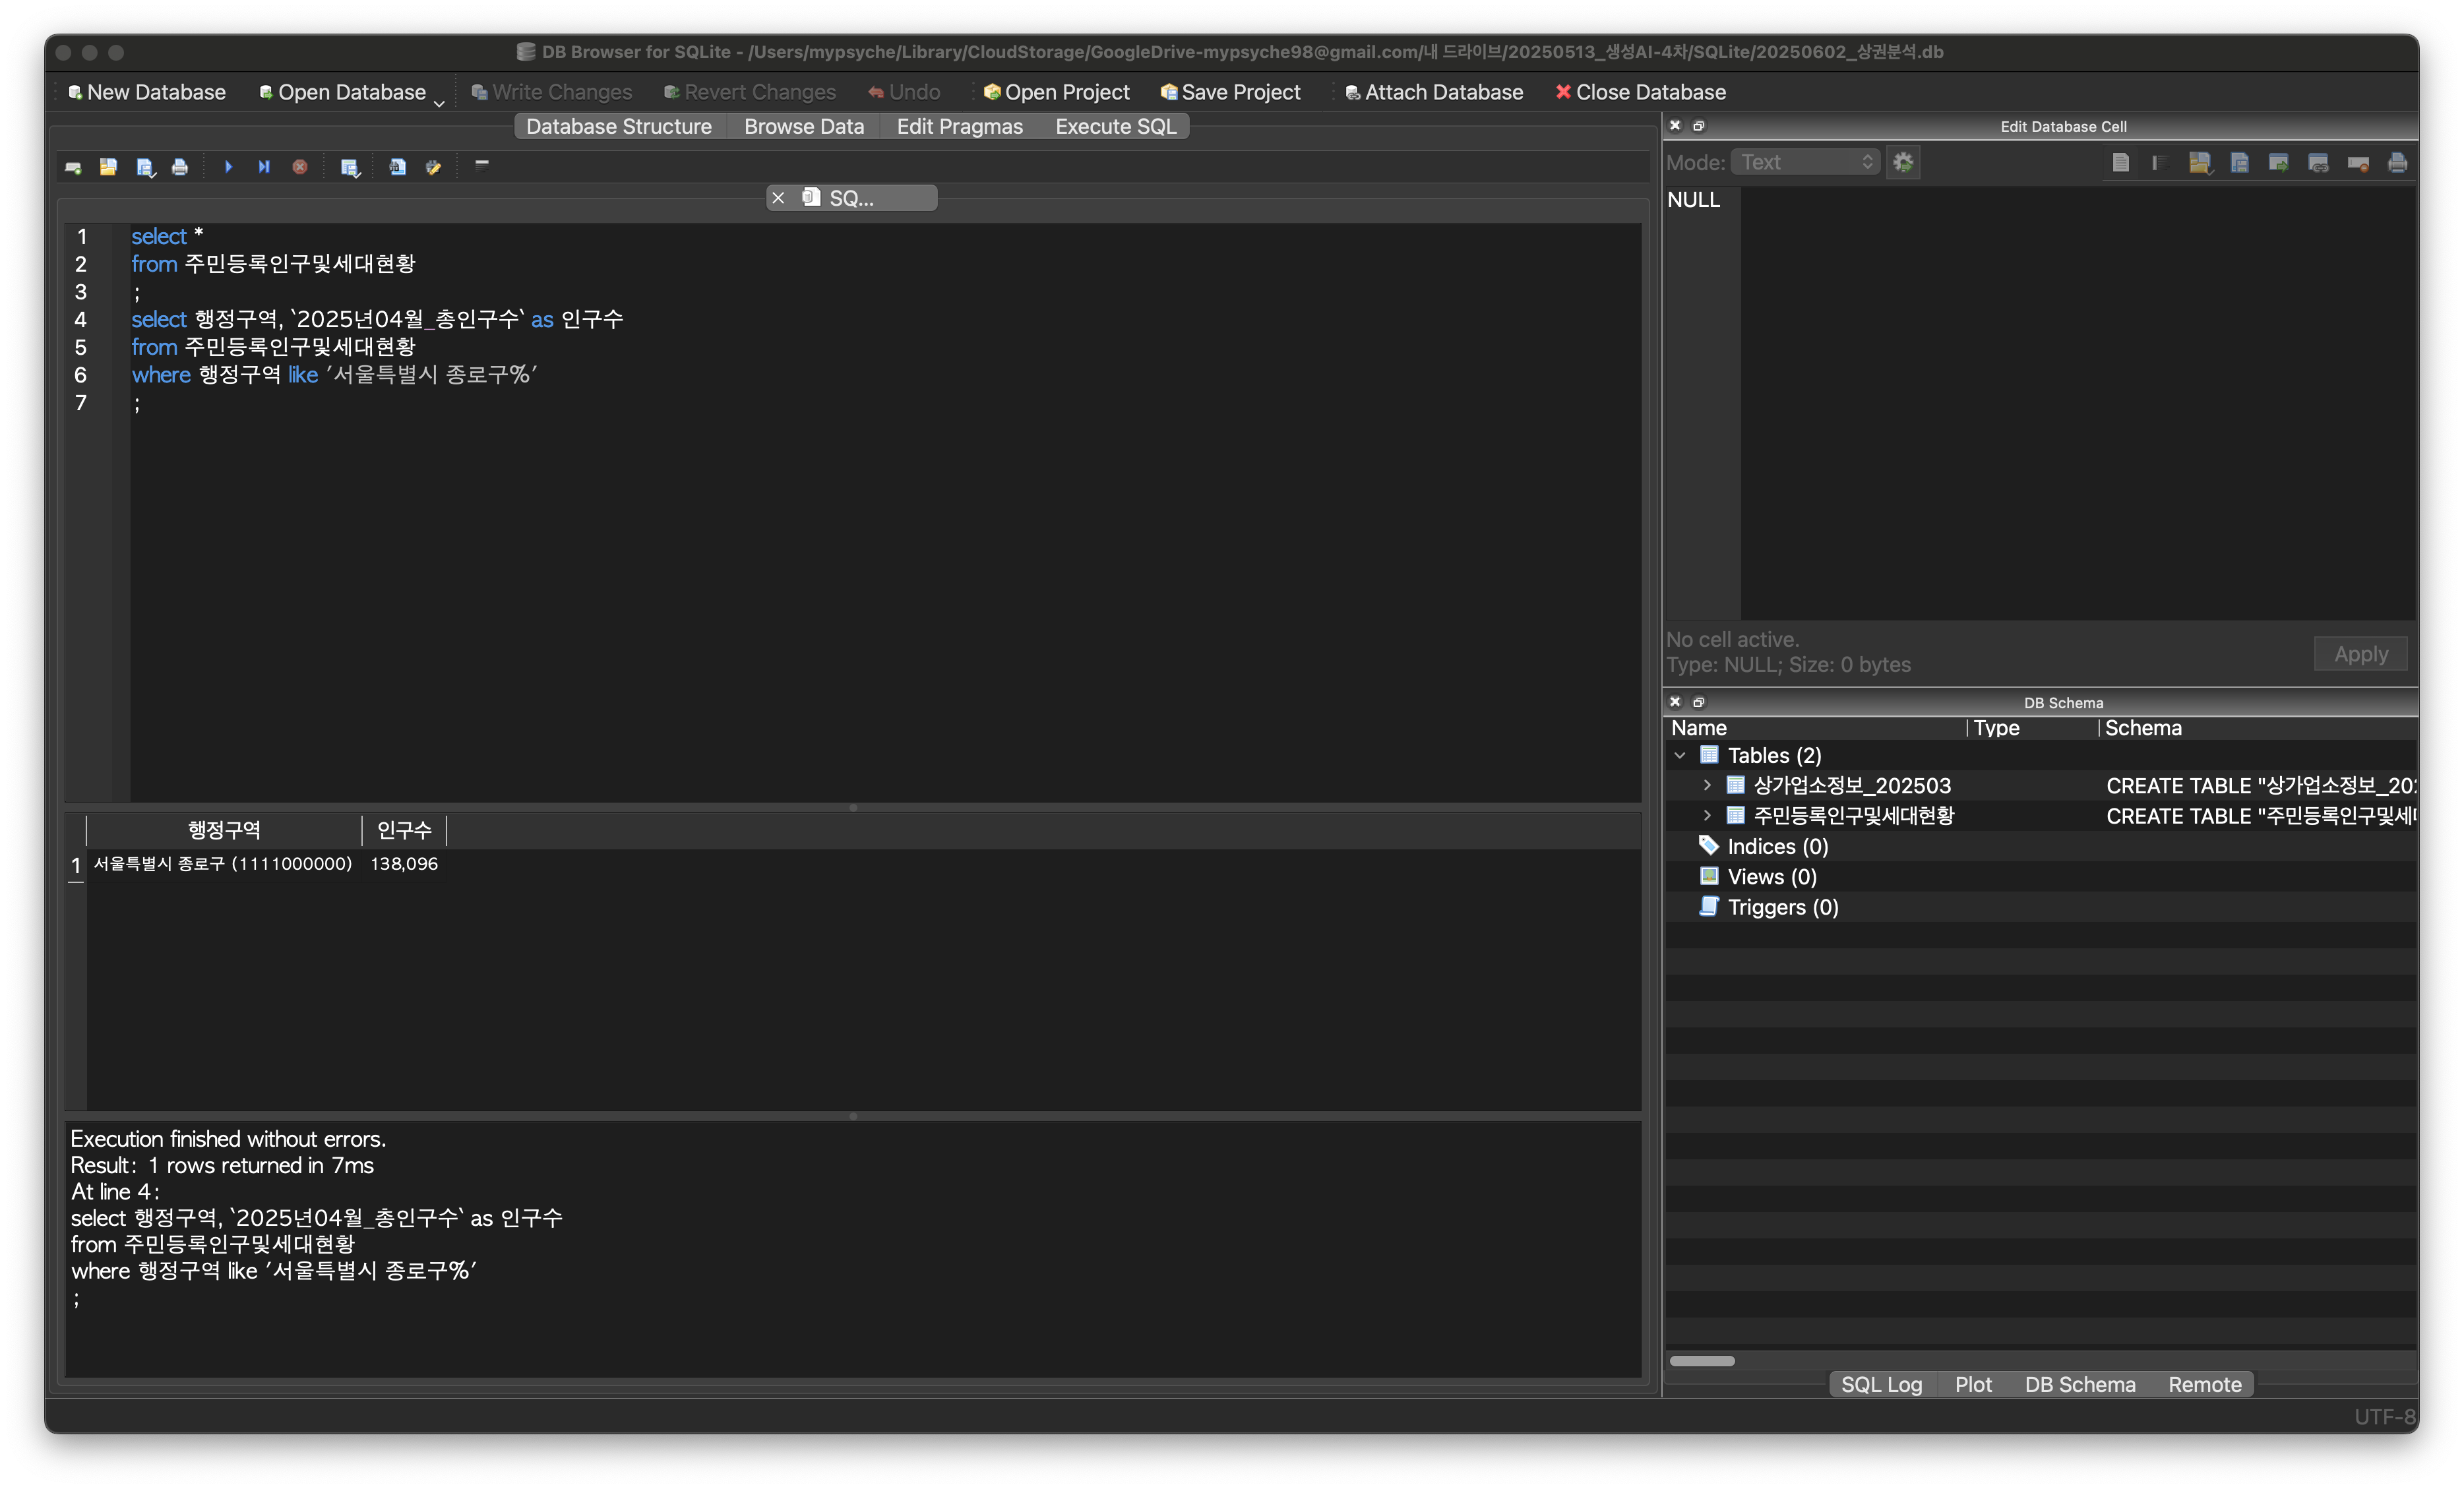 DB Browser for SQLite - /Users/mypsyche/Library/CloudStorage/GoogleDrive-mypsyche98@gmail.com/내 드라이브/20250513_생성AI-4차/SQLite/20250602_상권분석.db
New Database Open Database Write Changes Revert Changes Undo Open Project Save Project Attach Database Close Database
Database Structure Browse Data Edit Pragmas Execute SQL
SQ...
1 select *
2 from 주민등록인구및세대현황
3 ;
4 select 행정구역, `2025년04월_총인구수` as 인구수
5 from 주민등록인구및세대현황
6 where 행정구역 like '서울특별시 종로구%'
7 ;
행정구역 인구수
1 서울특별시 종로구 (1111000000) 138,096
Execution finished without errors.
Result: 1 rows returned in 7ms
At line 4:
select 행정구역, `2025년04월_총인구수` as 인구수
from 주민등록인구및세대현황
where 행정구역 like '서울특별시 종로구%'
;
Edit Database Cell
Mode: Text
NULL
No cell active.
Type: NULL; Size: 0 bytes
Apply
DB Schema
Name Type Schema
Tables (2)
상가업소정보_202503 CREATE TABLE "상가업소정보_202
주민등록인구및세대현황 CREATE TABLE "주민등록인구및세
Indices (0)
Views (0)
Triggers (0)
SQL Log Plot DB Schema Remote
UTF-8